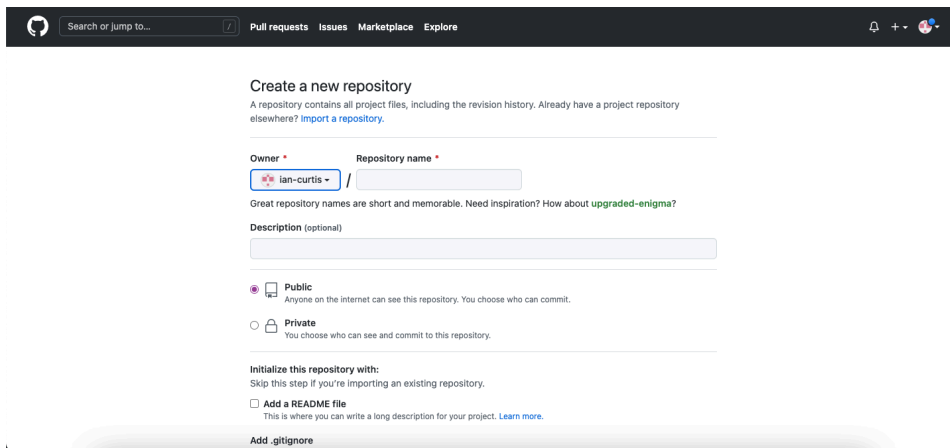 Search or jump to... / Pull requests Issues Marketplace Explore
Create a new repository
A repository contains all project files, including the revision history. Already have a project repository
elsewhere? Import a repository.
Owner * Repository name *
ian-curtis /
Great repository names are short and memorable. Need inspiration? How about upgraded-enigma?
Description (optional)
Public
Anyone on the internet can see this repository. You choose who can commit.
Private
You choose who can see and commit to this repository.
Initialize this repository with:
Skip this step if you're importing an existing repository.
Add a README file
This is where you can write a long description for your project. Learn more.
Add .gitignore